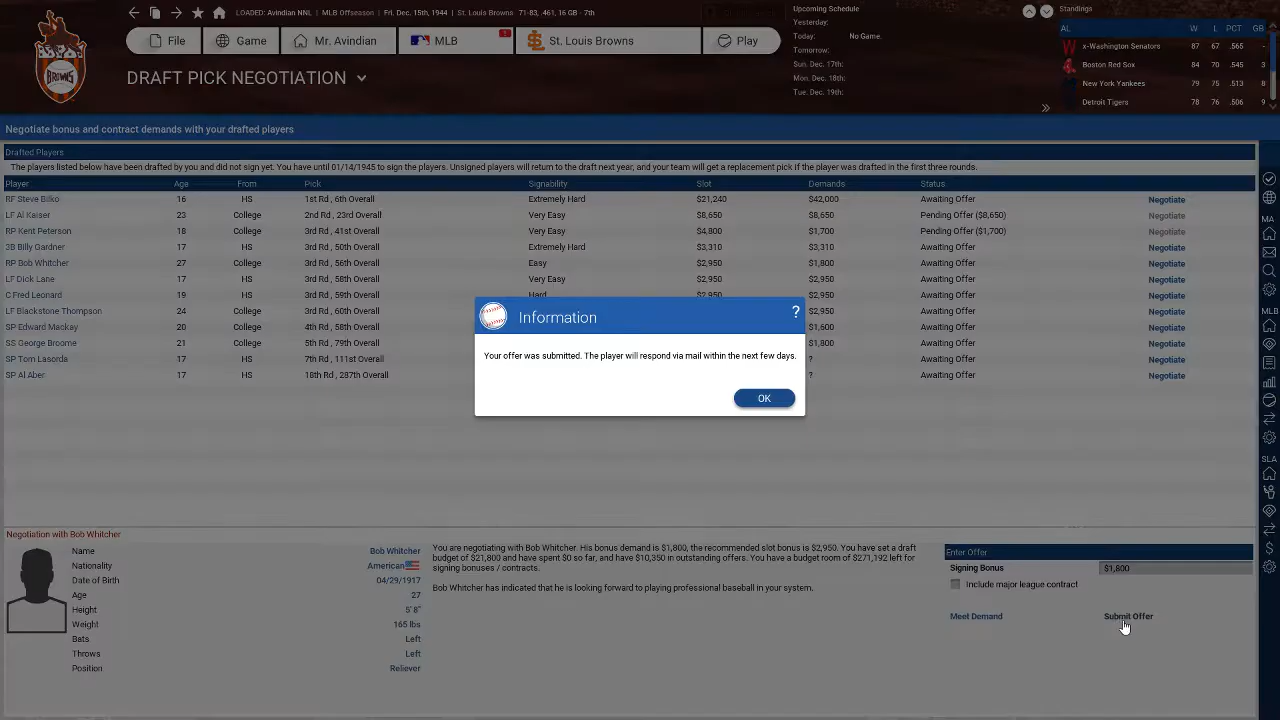 LOADED: Avindian NNL | MLB Offseason | Fri. Dec. 15th, 1944 | St. Louis Browns 71-83, .461, 16 GB - 7th
File Game Mr. Avindian MLB St. Louis Browns Play
BROWNS
DRAFT PICK NEGOTIATION
Upcoming Schedule
Yesterday:
Today: No Game.
Tomorrow:
Sun. Dec. 17th:
Mon. Dec. 18th:
Tue. Dec. 19th:
Standings
AL W L PCT GB
x-Washington Senators 87 67 .565 -
Boston Red Sox 84 70 .545 3
New York Yankees 79 75 .513 8
Detroit Tigers 78 76 .506 9
Negotiate bonus and contract demands with your drafted players
Drafted Players
The players listed below have been drafted by you and did not sign yet. You have until 01/14/1945 to sign the players. Unsigned players will return to the draft next year, and your team will get a replacement pick if the player was drafted in the first three rounds.
Player Age From Pick Signability Slot Demands Status
RF Steve Bilko 16 HS 1st Rd , 6th Overall Extremely Hard $21,240 $42,000 Awaiting Offer Negotiate
LF Al Kaiser 23 College 2nd Rd , 23rd Overall Very Easy $8,650 $8,650 Pending Offer ($8,650) Negotiate
RP Kent Peterson 18 College 3rd Rd , 41st Overall Very Easy $4,800 $1,700 Pending Offer ($1,700) Negotiate
3B Billy Gardner 17 HS 3rd Rd , 50th Overall Extremely Hard $3,310 $3,310 Awaiting Offer Negotiate
RP Bob Whitcher 27 College 3rd Rd , 56th Overall Easy $2,950 $1,800 Awaiting Offer Negotiate
LF Dick Lane 17 HS 3rd Rd , 57th Overall Very Easy $2,950 $2,950 Awaiting Offer Negotiate
C Fred Leonard 19 HS 3rd Rd , 59th Overall Hard $2,950 $2,950 Awaiting Offer Negotiate
LF Blackstone Thompson 24 College 3rd Rd , 60th Overall $2,950 Awaiting Offer Negotiate
SP Edward Mackay 20 College 4th Rd , 58th Overall $1,600 Awaiting Offer Negotiate
SS George Broome 21 College 5th Rd , 79th Overall $1,800 Awaiting Offer Negotiate
SP Tom Lasorda 17 HS 7th Rd , 111st Overall ? Awaiting Offer Negotiate
SP Al Aber 17 HS 18th Rd , 287th Overall ? Awaiting Offer Negotiate
Information ?
Your offer was submitted. The player will respond via mail within the next few days.
OK
MA
MLB
SLA
Negotiation with Bob Whitcher
Name Bob Whitcher
Nationality American
Date of Birth 04/29/1917
Age 27
Height 5' 8"
Weight 165 lbs
Bats Left
Throws Left
Position Reliever
You are negotiating with Bob Whitcher. His bonus demand is $1,800, the recommended slot bonus is $2,950. You have set a draft
budget of $21,800 and have spent $0 so-far, and have $10,350 in outstanding offers. You have a budget room of $271,192 left for
signing bonuses / contracts.
Bob Whitcher has indicated that he is looking forward to playing professional baseball in your system.
Enter Offer
Signing Bonus $1,800
Include major league contract
Meet Demand Submit Offer